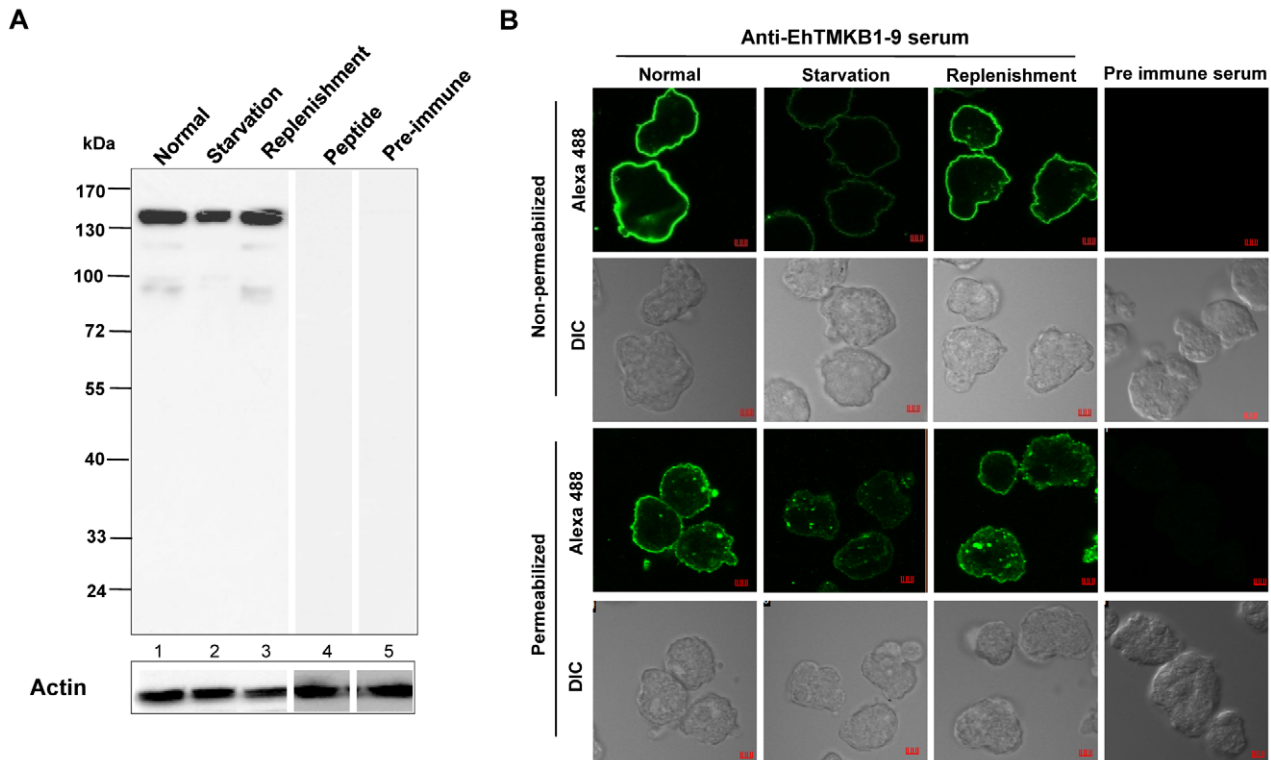 A
kDa
Normal
Starvation
Replenishment
Peptide
Pre-immune
170
130
100
72
55
40
33
24
1 2 3 4 5
Actin
B
Anti-EhTMKB1-9 serum
Normal Starvation Replenishment Pre immune serum
Non-permeabilized
Alexa 488
DIC
Permeabilized
Alexa 488
DIC